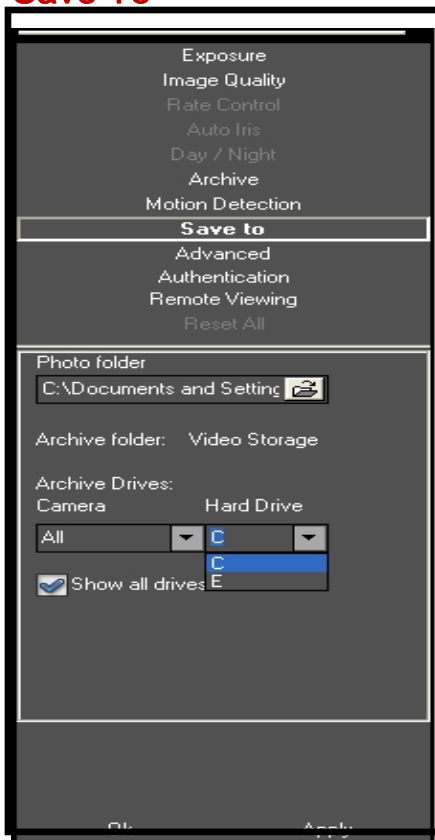 Save To
Exposure
Image Quality
Rate Control
Auto Iris
Day / Night
Archive
Motion Detection
Save to
Advanced
Authentication
Remote Viewing
Reset All
Photo folder
C:\Documents and Setting
Archive folder: Video Storage
Archive Drives:
Camera Hard Drive
All C
C
Show all drives E
Ok Apply